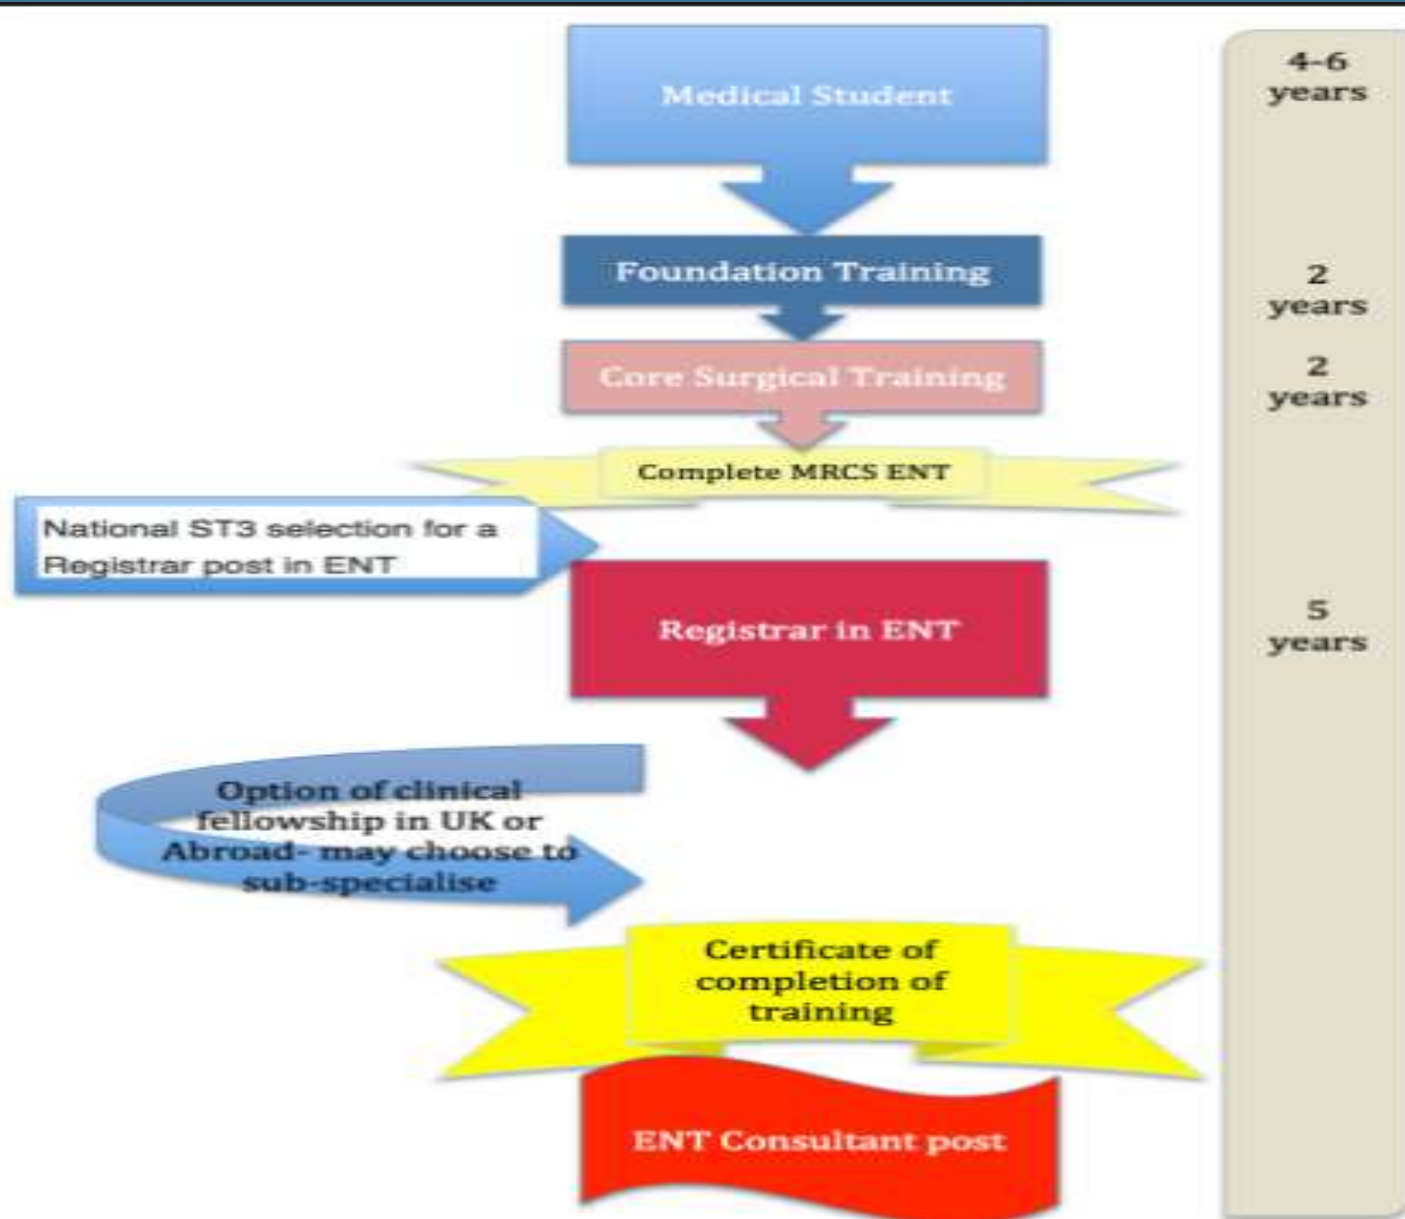 Medical Student
4-6
years
Foundation Training
2
years
Core Surgical Training
2
years
Complete MRCS ENT
National ST3 selection for a
Registrar post in ENT
Registrar in ENT
5
years
Option of clinical
fellowship in UK or
Abroad- may choose to
sub-specialise
Certificate of
completion of
training
ENT Consultant post